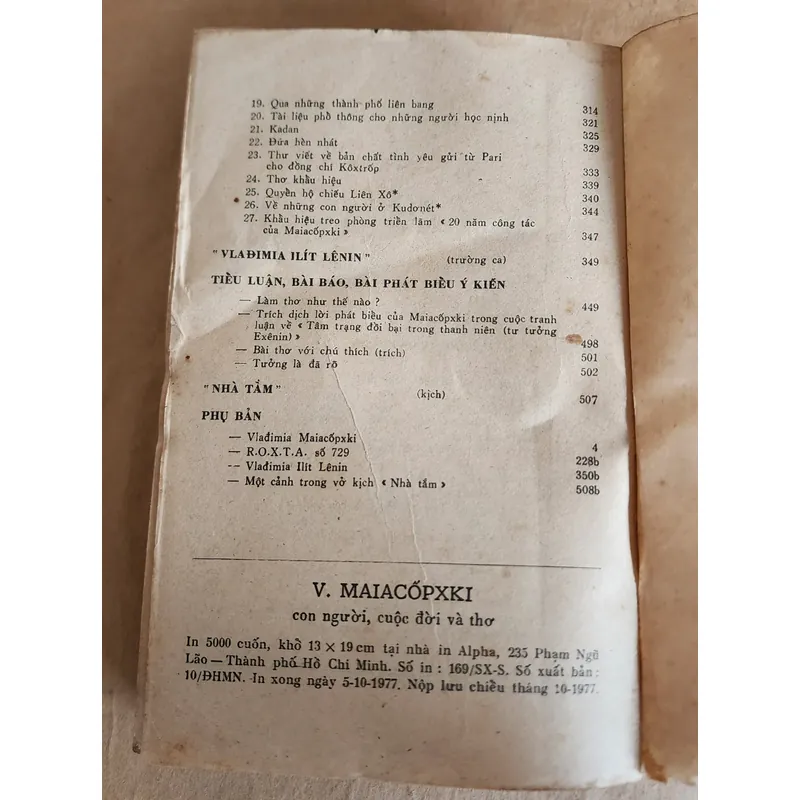 19. Qua những thành phố liên bang 314
20. Tài liệu phổ thông cho những người học nịnh 321
21. Kadan 325
22. Đứa hèn nhát 329
23. Thư viết về bản chất tình yêu gửi từ Pari
cho đồng chí Kôxtrốp 333
24. Thơ khẩu hiệu 339
25. Quyền hộ chiếu Liên Xô* 340
26. Về những con người ở Kudơnét* 344
27. Khẩu hiệu treo phòng triển lãm « 20 năm công tác
của Maiacốpxki » 347
"VLAĐIMIA ILÍT LÊNIN" (trường ca) 349
TIỂU LUẬN, BÀI BÁO, BÀI PHÁT BIỂU Ý KIẾN
— Làm thơ như thế nào ? 449
— Trích dịch lời phát biểu của Maiacốpxki trong cuộc tranh
luận về « Tâm trạng đồi bại trong thanh niên (tư tưởng
Exênin) » 498
— Bài thơ với chú thích (trích) 501
— Tưởng là đã rõ 502
"NHÀ TẮM" (kịch) 507
PHỤ BẢN
— Vlađimia Maiacốpxki 4
— R.O.X.T.A. số 729 228b
-- Vlađimia Ilít Lênin 350b
— Một cảnh trong vở kịch « Nhà tắm » 508b
V. MAIACỐPXKI
con người, cuộc đời và thơ
In 5000 cuốn, khổ 13 × 19 cm tại nhà in Alpha, 235 Phạm Ngũ
Lão — Thành phố Hồ Chí Minh. Số in : 169/SX-S. Số xuất bản :
10/ĐHMN. In xong ngày 5-10-1977. Nộp lưu chiểu tháng 10-1977.